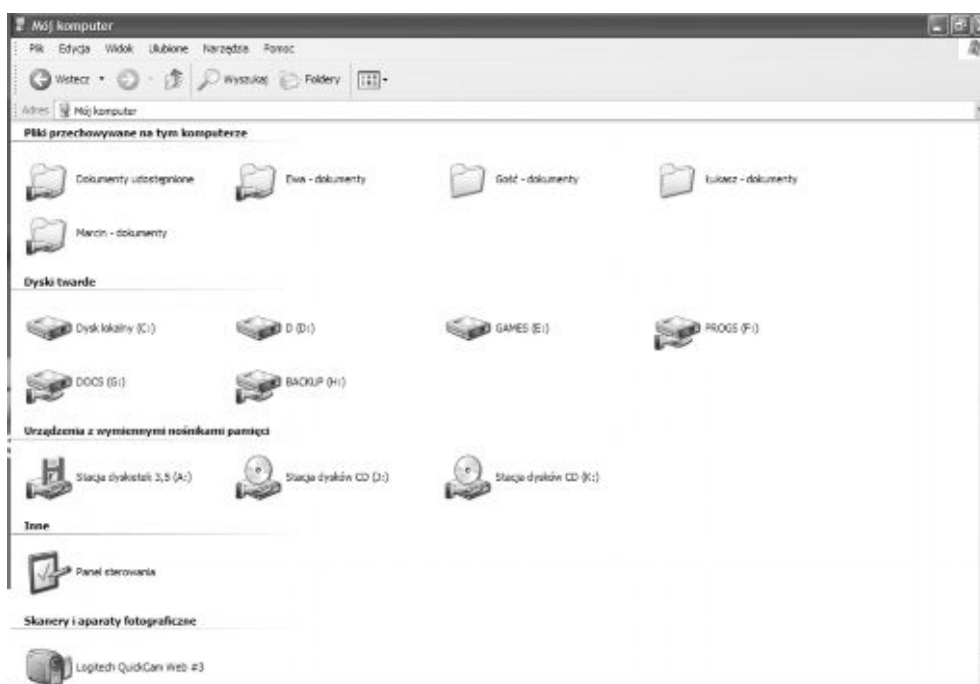 Mój komputer
Plik Edycja Widok Ulubione Narzędzia Pomoc
Wstecz Wyszukaj Foldery
Adres Mój komputer
Pliki przechowywane na tym komputerze
Dokumenty udostępnione Ewa - dokumenty Gość - dokumenty Łukasz - dokumenty
Marcin - dokumenty
Dyski twarde
Dysk lokalny (C:) D (D:) GAMES (E:) PROGS (F:)
DOCS (G:) BACKUP (H:)
Urządzenia z wymiennymi nośnikami pamięci
Stacja dyskietek 3,5 (A:) Stacja dysków CD (J:) Stacja dysków CD (K:)
Inne
Panel sterowania
Skanery i aparaty fotograficzne
Logitech QuickCam Web #3